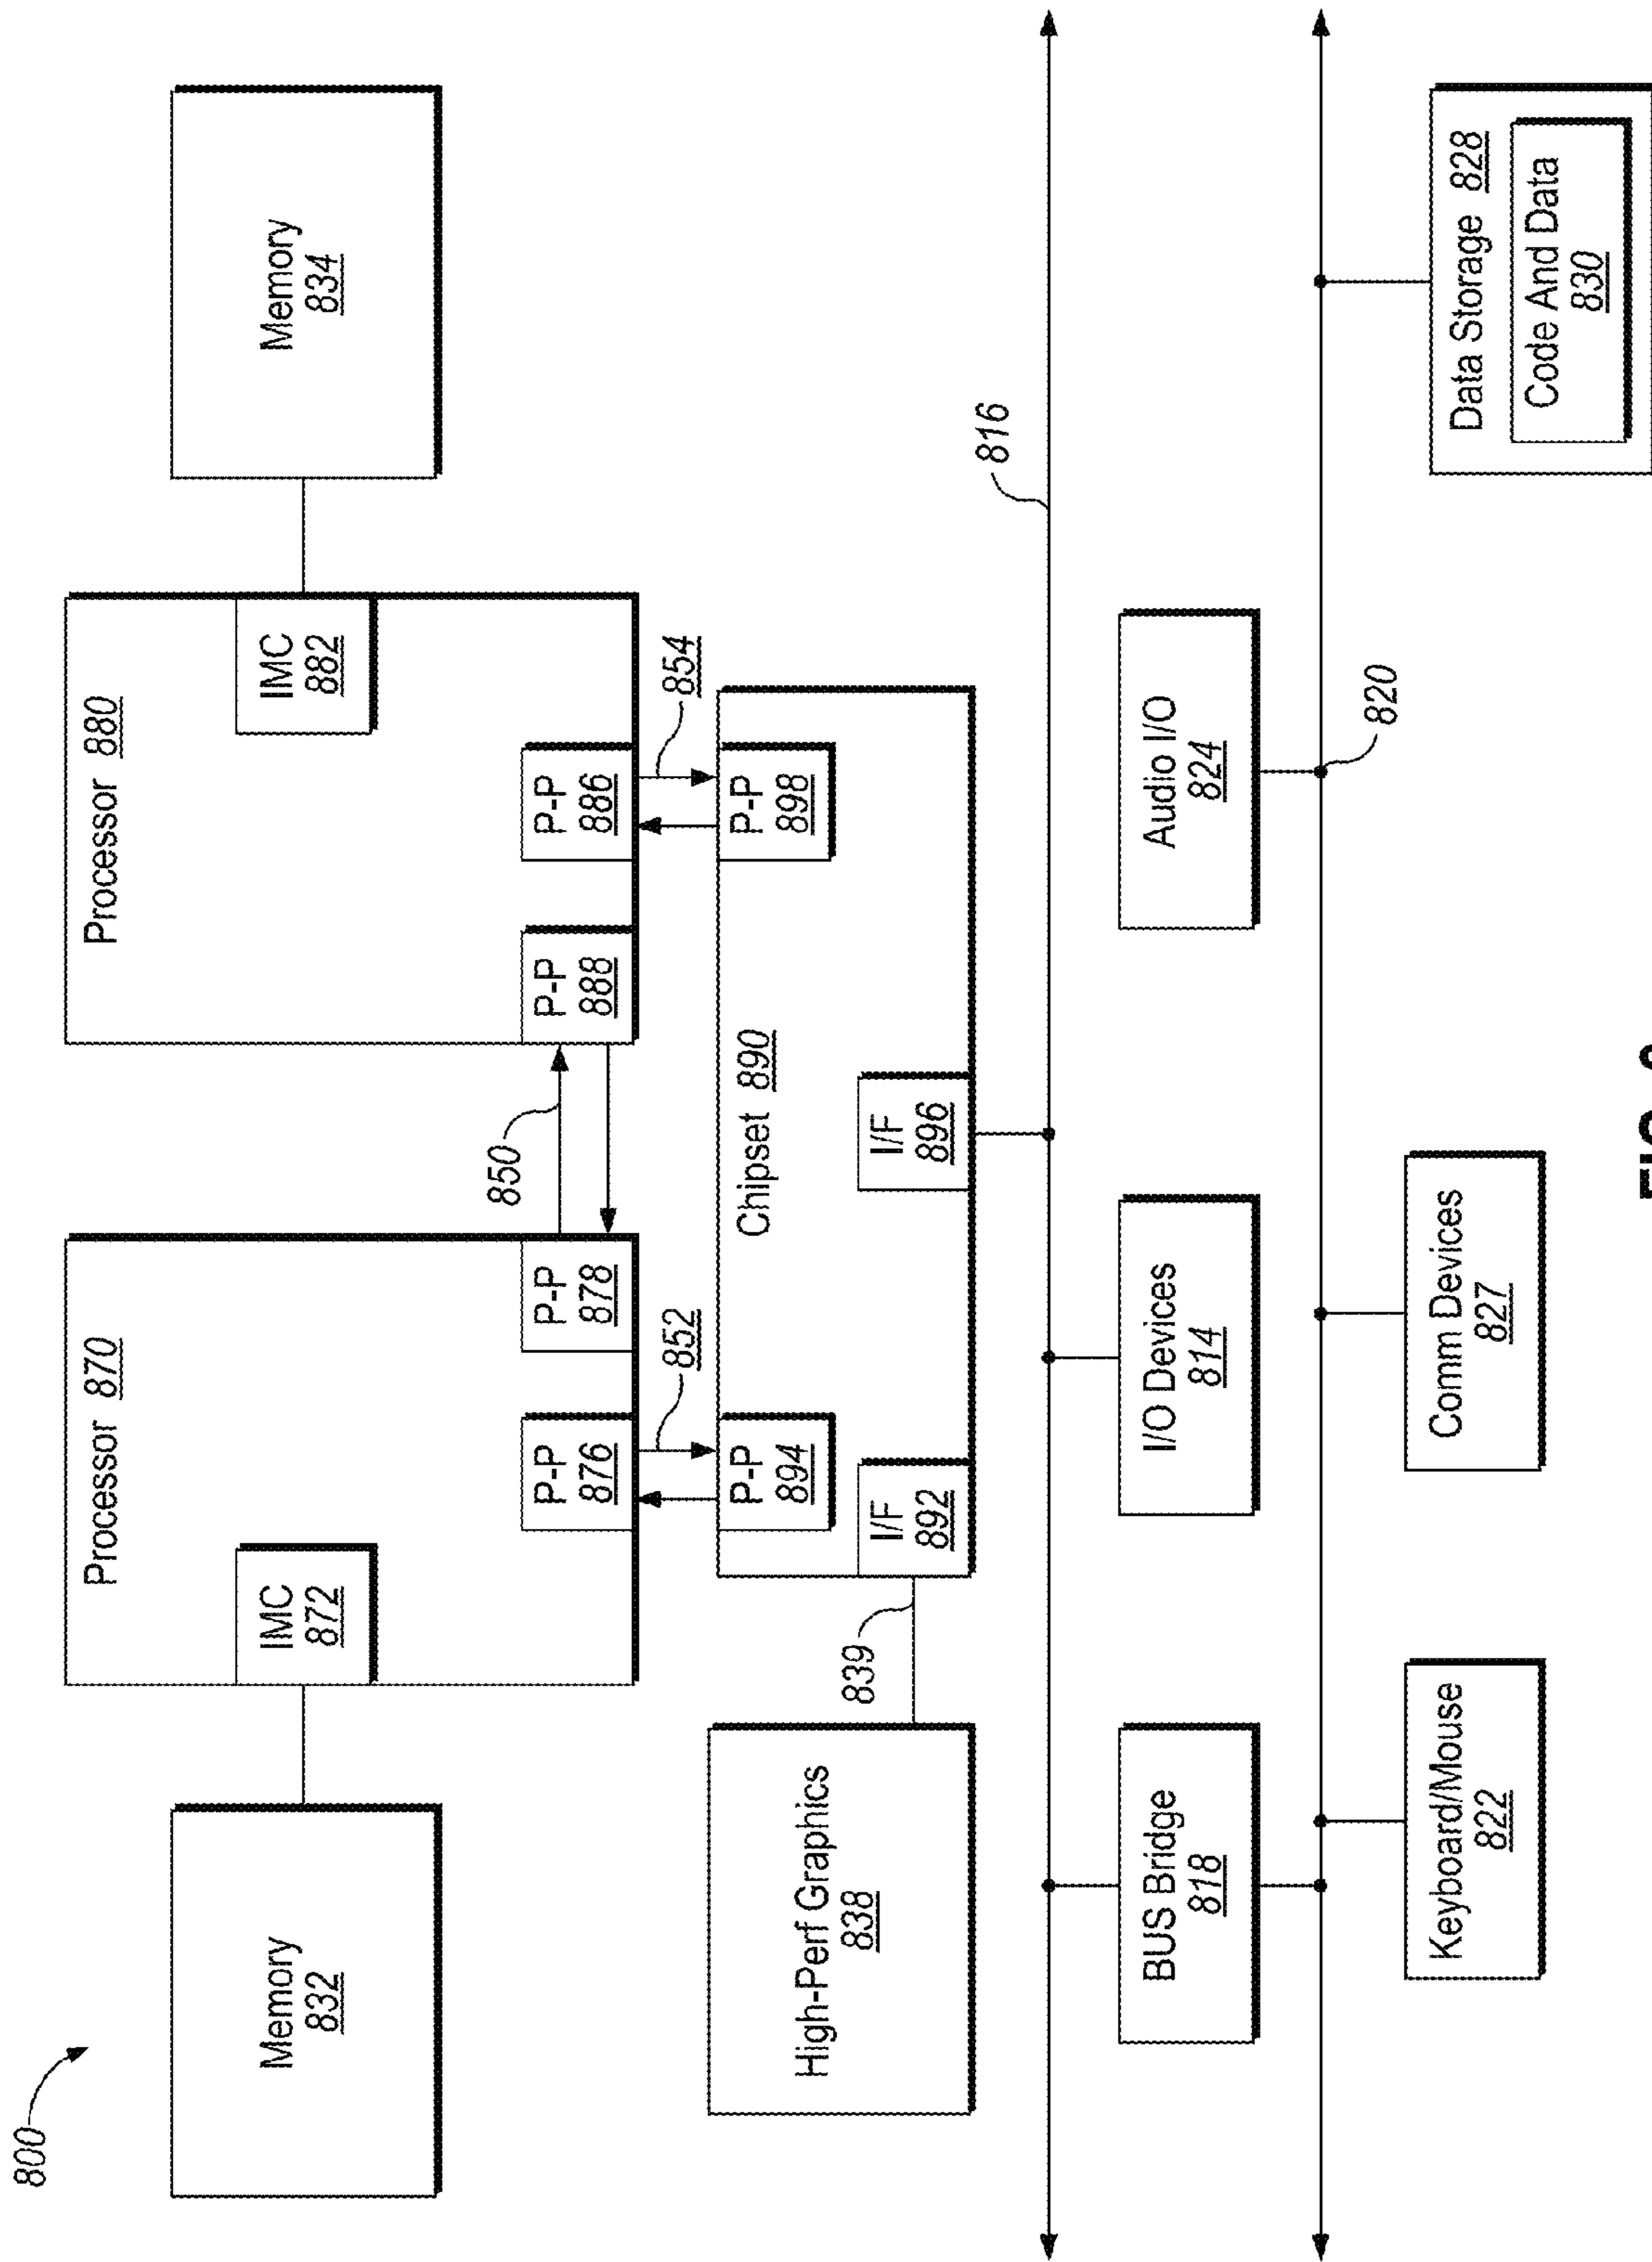 800
Memory
832
Processor 870
IMC
872
P-P
876
P-P
878
850
Processor 880
IMC
882
P-P
888
P-P
886
Memory
834
852
854
High-Perf Graphics
838
839
Chipset 890
P-P
894
P-P
898
I/F
892
I/F
896
816
BUS Bridge
818
I/O Devices
814
Audio I/O
824
820
Keyboard/Mouse
822
Comm Devices
827
Data Storage 828
Code And Data
830